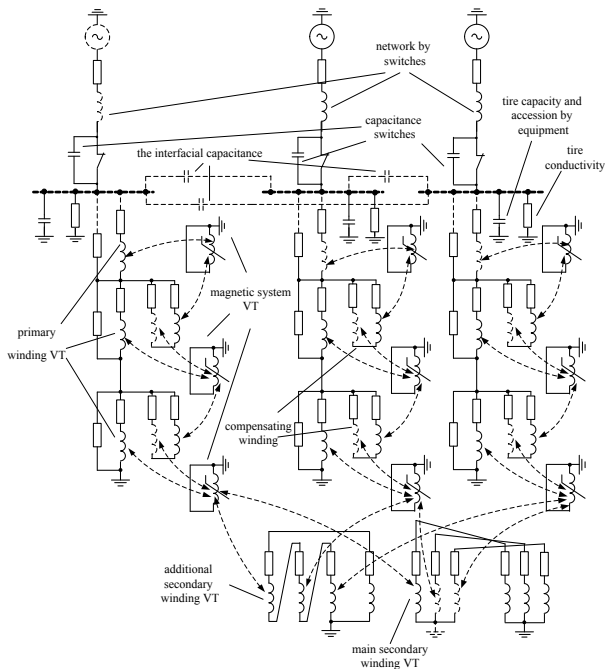 network by
switches
capacitance
switches
tire capacity and
accession by
equipment
tire
conductivity
the interfacial capacitance
magnetic system
VT
primary
winding VT
compensating
winding
additional
secondary
winding VT
main secondary
winding VT